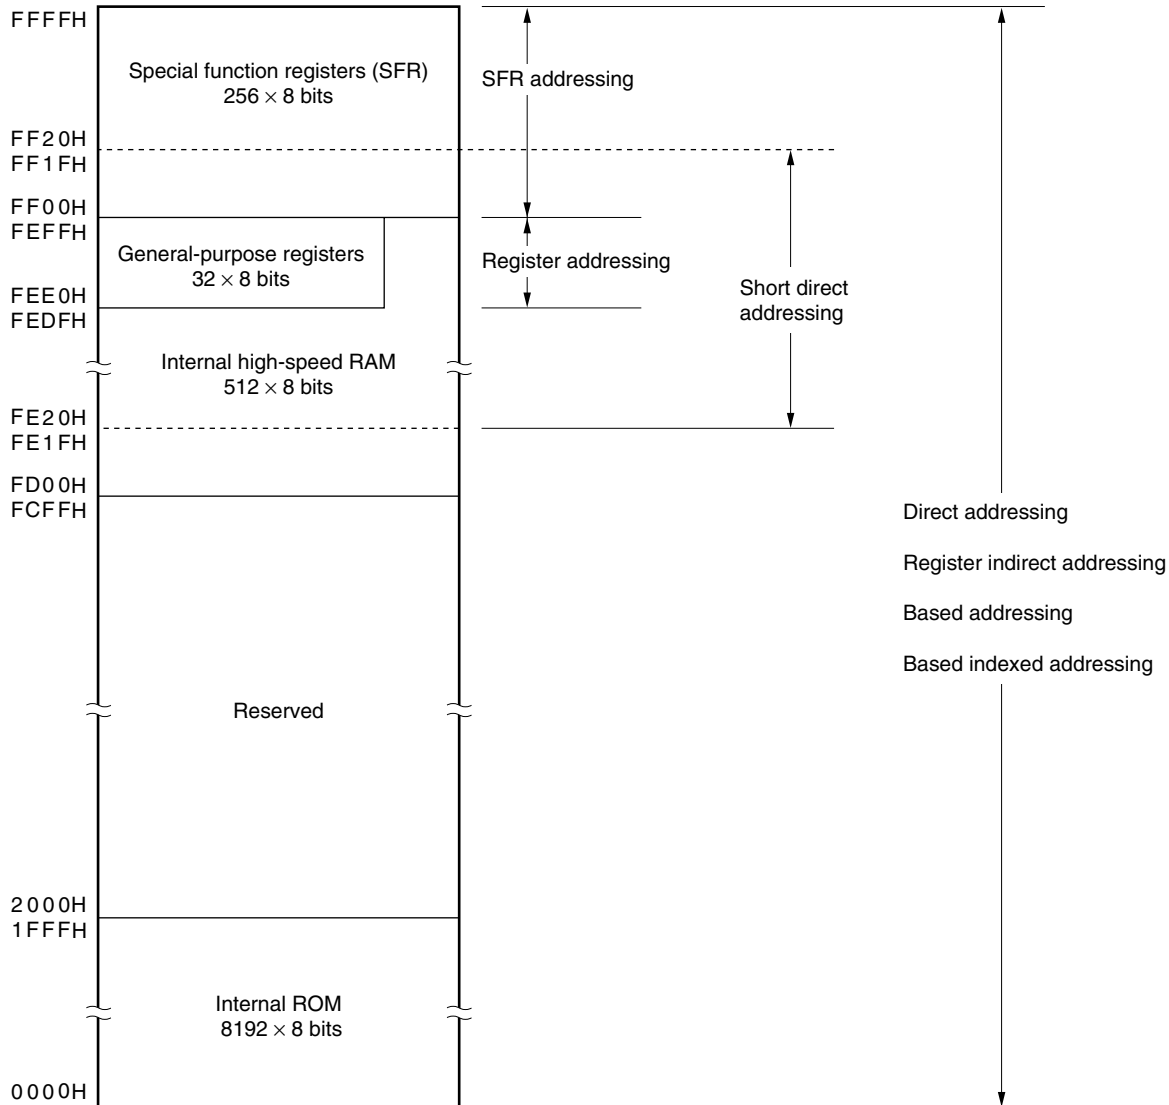 FFFFH
Special function registers (SFR)
256 × 8 bits
SFR addressing
FF20H
FF1FH
FF00H
FEFFH
General-purpose registers
32 × 8 bits
Register addressing
FEE0H
FEDFH
Short direct
addressing
Internal high-speed RAM
512 × 8 bits
FE20H
FE1FH
FD00H
FCFFH
Direct addressing
Register indirect addressing
Based addressing
Based indexed addressing
Reserved
2000H
1FFFH
Internal ROM
8192 × 8 bits
0000H